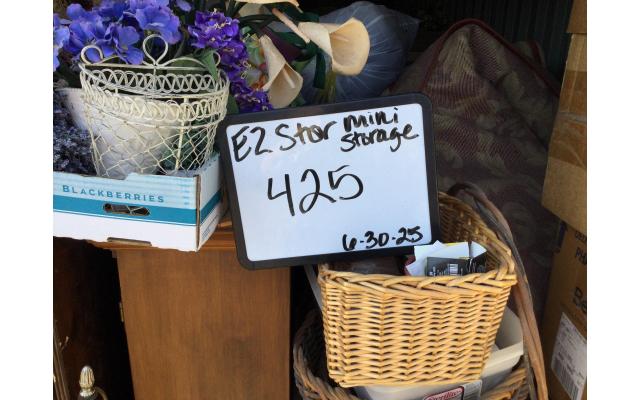 EZ Stor mini
Storage
425
6-30-25
BLACKBERRIES